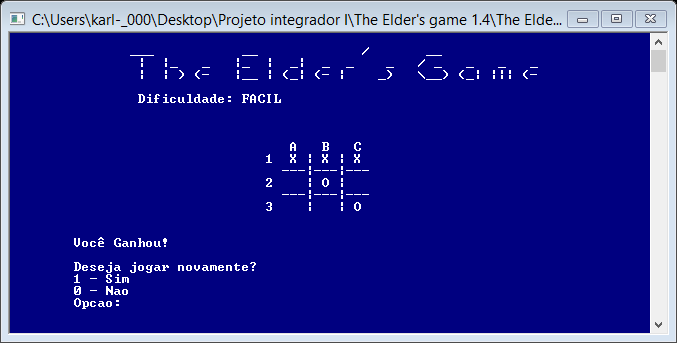 C:\Users\karl-_000\Desktop\Projeto integrador I\The Elder's game 1.4\The Elde...
The Elder's Game
Dificuldade: FACIL
A B C
1 X | X | X
---|---|---
2 | O |
---|---|---
3 | | O
Você Ganhou!
Deseja jogar novamente?
1 - Sim
0 - Nao
Opcao: